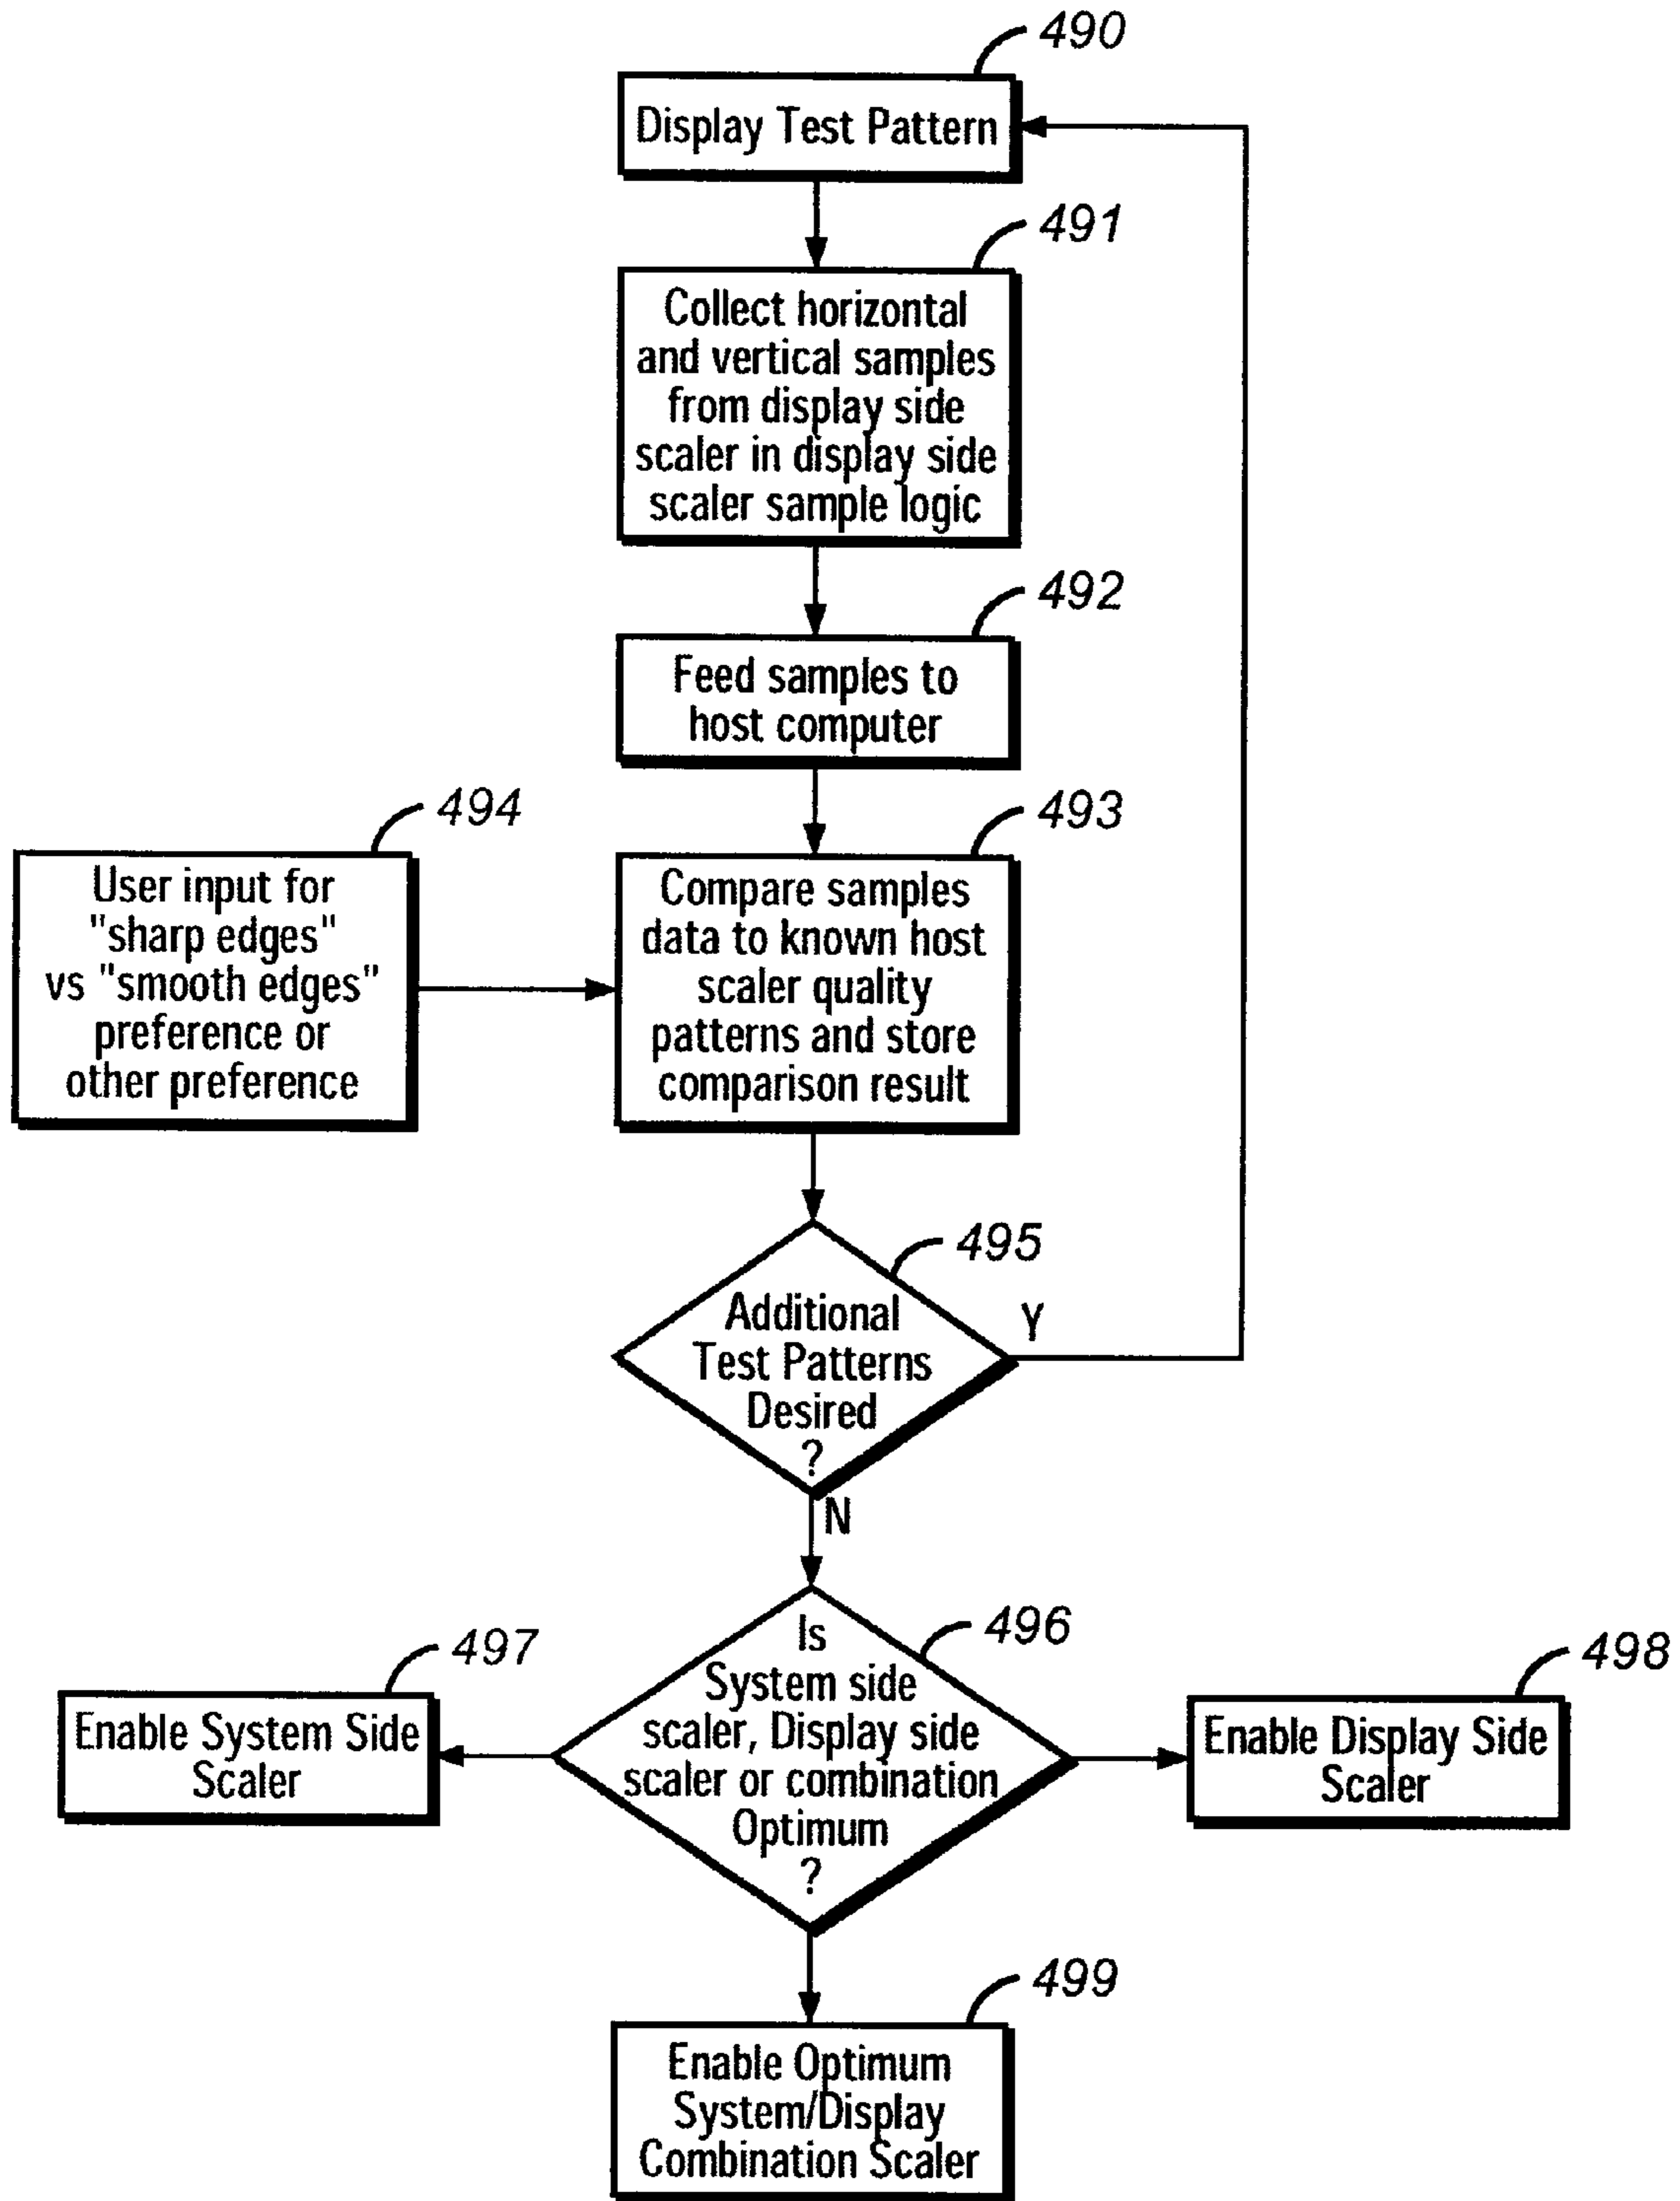 490
Display Test Pattern
491
Collect horizontal
and vertical samples
from display side
scaler in display side
scaler sample logic
492
Feed samples to
host computer
494
User input for
"sharp edges"
vs "smooth edges"
preference or
other preference
493
Compare samples
data to known host
scaler quality
patterns and store
comparison result
495
Additional
Test Patterns
Desired
?
Y
N
496
Is
System side
scaler, Display side
scaler or combination
Optimum
?
497
Enable System Side
Scaler
498
Enable Display Side
Scaler
499
Enable Optimum
System/Display
Combination Scaler